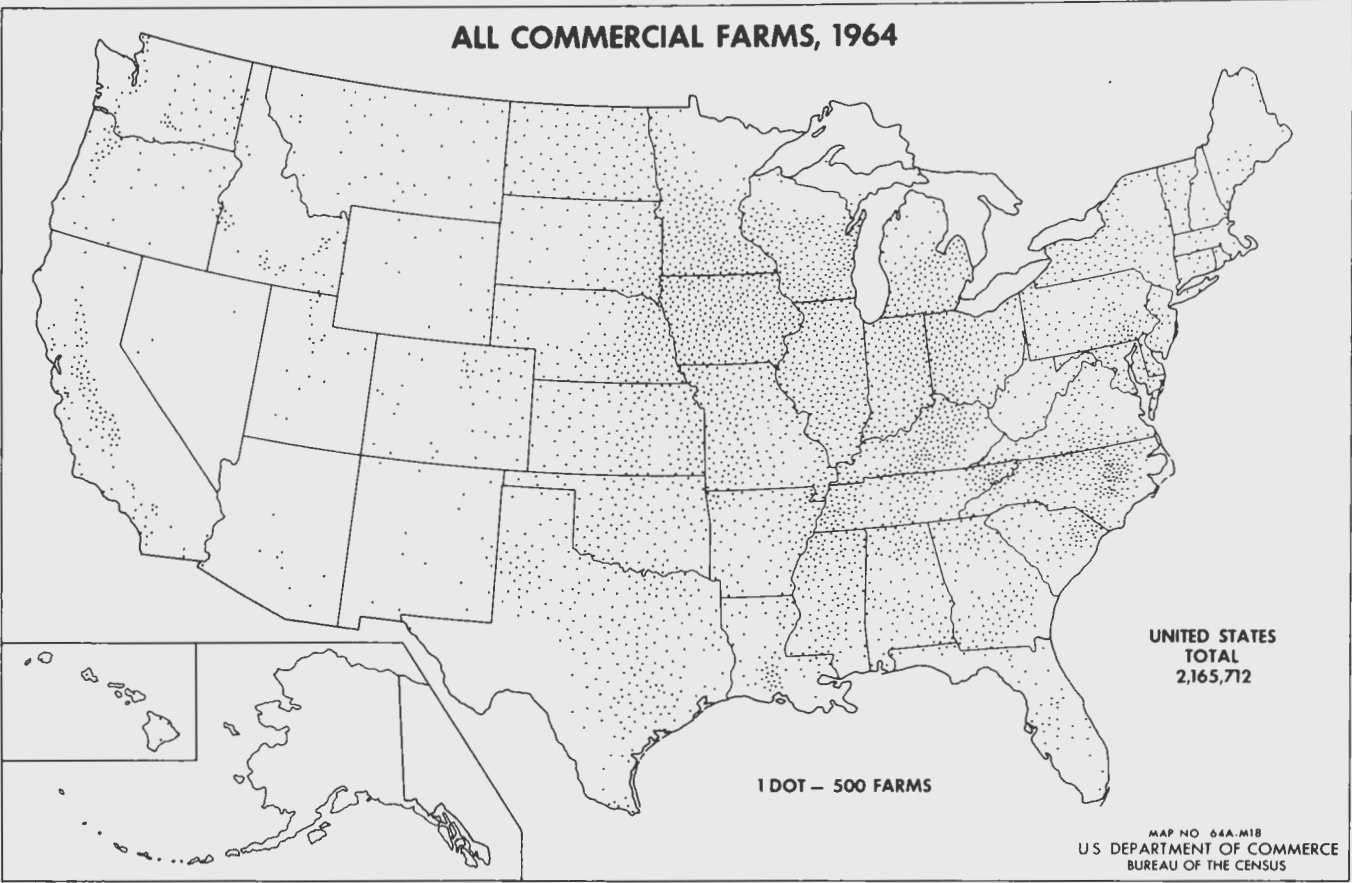 ALL COMMERCIAL FARMS, 1964
UNITED STATES
TOTAL
2,165,712
1 DOT — 500 FARMS
MAP NO 64A-M18
U S DEPARTMENT OF COMMERCE
BUREAU OF THE CENSUS